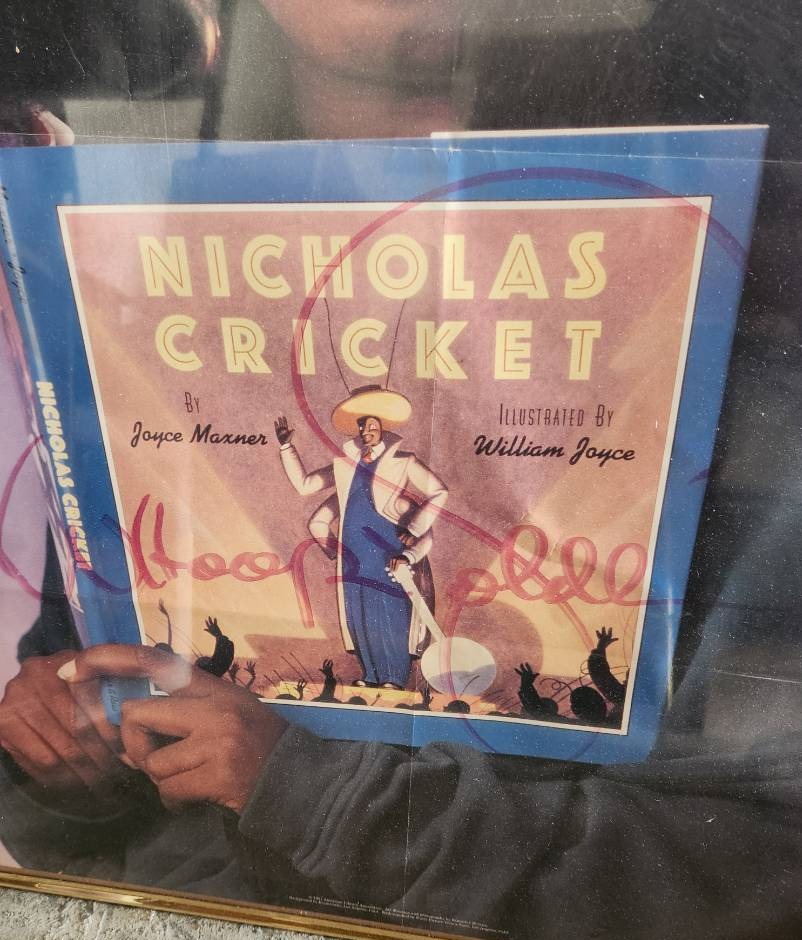 NICHOLAS
CRICKET
BY
Joyce Maxner
ILLUSTRATED BY
William Joyce
NICHOLAS CRICKET